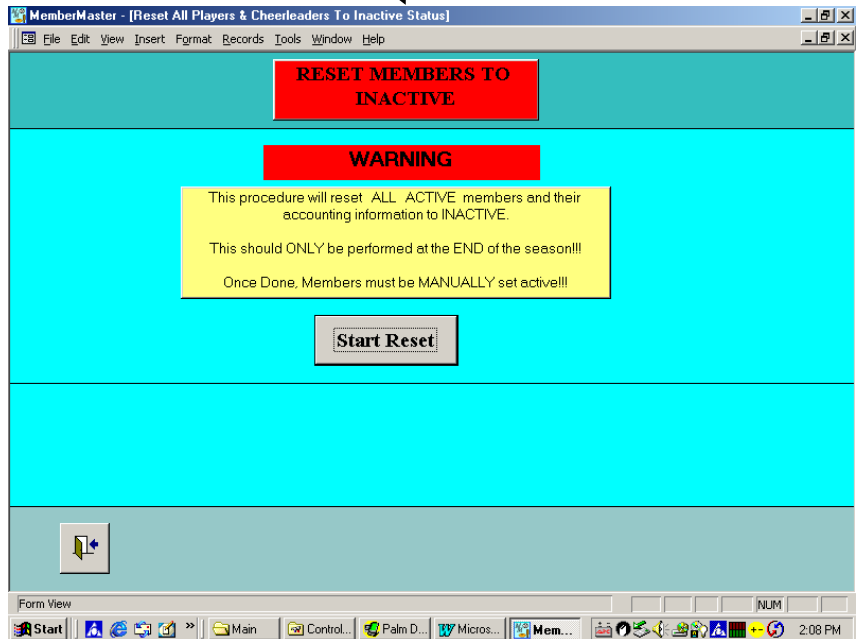 MemberMaster - [Reset All Players & Cheerleaders To Inactive Status]
File Edit View Insert Format Records Tools Window Help
RESET MEMBERS TO
INACTIVE
WARNING
This procedure will reset ALL ACTIVE members and their
accounting information to INACTIVE.
This should ONLY be performed at the END of the season!!!
Once Done, Members must be MANUALLY set active!!!
Start Reset
Form View NUM
Start » Main Control... Palm D... Micros... Mem... 2:08 PM